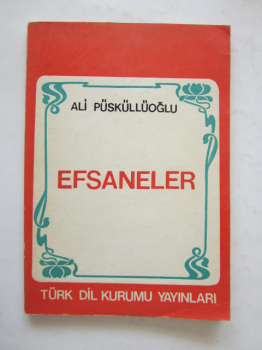 ALİ PÜSKÜLLÜOĞLU
EFSANELER
TÜRK DİL KURUMU YAYINLARI